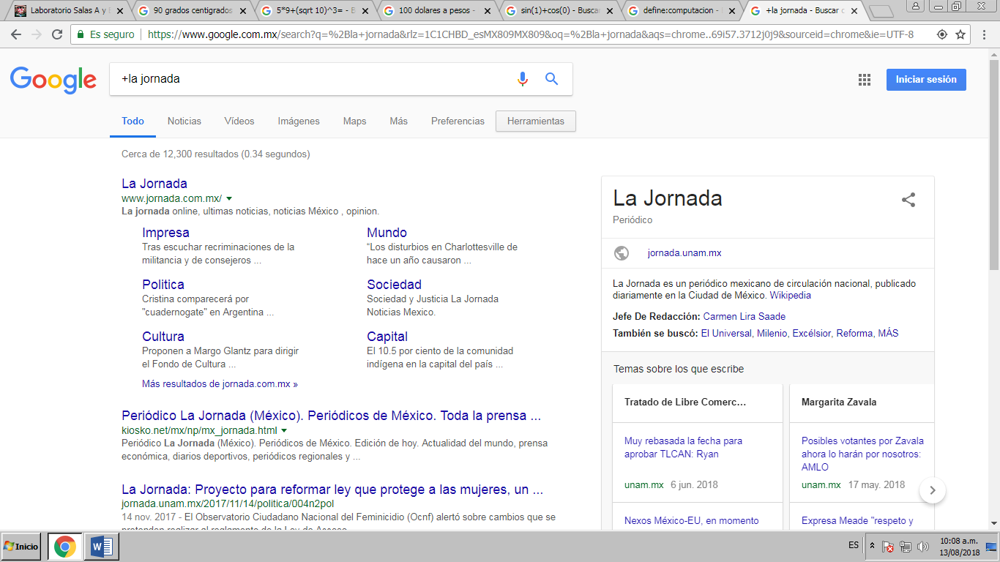 Laboratorio Salas A y B
90 grados centigrados
5*9+(sqrt 10)^3= - B
100 dolares a pesos -
sin(1)+cos(0) - Buscar
define:computacion -
+la jornada - Buscar c
Es seguro https://www.google.com.mx/search?q=%2Bla+jornada&rlz=1C1CHBD_esMX809MX809&oq=%2Bla+jornada&aqs=chrome..69i57.3712j0j9&sourceid=chrome&ie=UTF-8
Google
+la jornada
Iniciar sesión
Todo Noticias Vídeos Imágenes Maps Más Preferencias Herramientas
Cerca de 12,300 resultados (0.34 segundos)
La Jornada
www.jornada.com.mx/
La jornada online, ultimas noticias, noticias México , opinion.
Impresa
Tras escuchar recriminaciones de la
militancia y de consejeros ...
Mundo
“Los disturbios en Charlottesville de
hace un año causaron ...
Politica
Cristina comparecerá por
"cuadernogate" en Argentina ...
Sociedad
Sociedad y Justicia La Jornada
Noticias Mexico.
Cultura
Proponen a Margo Glantz para dirigir
el Fondo de Cultura ...
Capital
El 10.5 por ciento de la comunidad
indígena en la capital del país ...
Más resultados de jornada.com.mx »
Periódico La Jornada (México). Periódicos de México. Toda la prensa ...
kiosko.net/mx/np/mx_jornada.html
Periódico La Jornada (México). Periódicos de México. Edición de hoy. Actualidad del mundo, prensa
económica, diarios deportivos, periódicos regionales y ...
La Jornada: Proyecto para reformar ley que protege a las mujeres, un ...
jornada.unam.mx/2017/11/14/politica/004n2pol
14 nov. 2017 - El Observatorio Ciudadano Nacional del Feminicidio (Ocnf) alertó sobre cambios que se
pretenden realizar al reglamento de la Ley de Acceso
La Jornada
Periódico
jornada.unam.mx
La Jornada es un periódico mexicano de circulación nacional, publicado
diariamente en la Ciudad de México. Wikipedia
Jefe De Redacción: Carmen Lira Saade
También se buscó: El Universal, Milenio, Excélsior, Reforma, MÁS
Temas sobre los que escribe
Tratado de Libre Comerc…
Muy rebasada la fecha para
aprobar TLCAN: Ryan
unam.mx 6 jun. 2018
Nexos México-EU, en momento
Margarita Zavala
Posibles votantes por Zavala
ahora lo harán por nosotros:
AMLO
unam.mx 17 may. 2018
Expresa Meade "respeto y
Inicio
ES
10:08 a.m.
13/08/2018